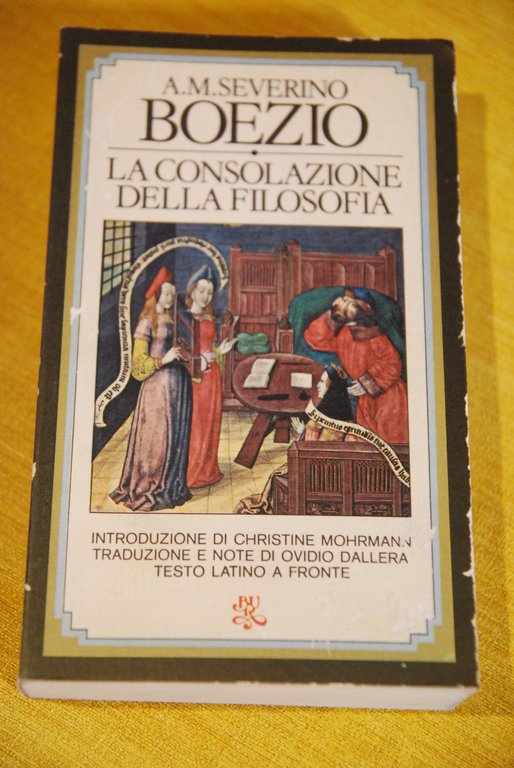 A.M.SEVERINO
BOEZIO
LA CONSOLAZIONE
DELLA FILOSOFIA
INTRODUZIONE DI CHRISTINE MOHRMANN
TRADUZIONE E NOTE DI OVIDIO DALLERA
TESTO LATINO A FRONTE
BUR